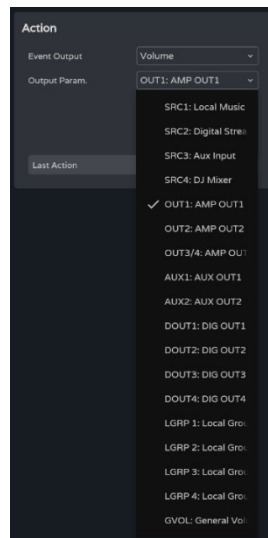 Action
Event Output Volume
Output Param. OUT1: AMP OUT1
SRC1: Local Music
SRC2: Digital Strea
SRC3: Aux Input
Last Action
SRC4: DJ Mixer
OUT1: AMP OUT1
OUT2: AMP OUT2
OUT3/4: AMP OUT
AUX1: AUX OUT1
AUX2: AUX OUT2
DOUT1: DIG OUT1
DOUT2: DIG OUT2
DOUT3: DIG OUT3
DOUT4: DIG OUT4
LGRP 1: Local Grou
LGRP 2: Local Grou
LGRP 3: Local Grou
LGRP 4: Local Grou
GVOL: General Vol